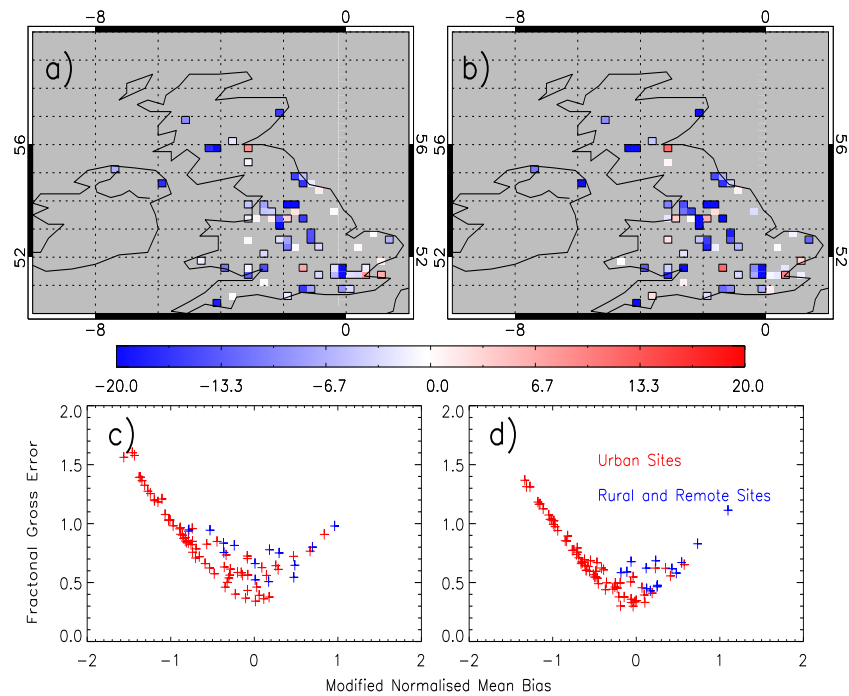 −8 0
−8 0
a)
b)
56
52
56
52
56
52
56
52
−8 0
−8 0
−20.0 −13.3 −6.7 0.0 6.7 13.3 20.0
c)
d)
Urban Sites
Rural and Remote Sites
2.0
1.5
1.0
0.5
0.0
2.0
1.5
1.0
0.5
0.0
Fractional Gross Error
−2 −1 0 1 2
−2 −1 0 1 2
Modified Normalised Mean Bias